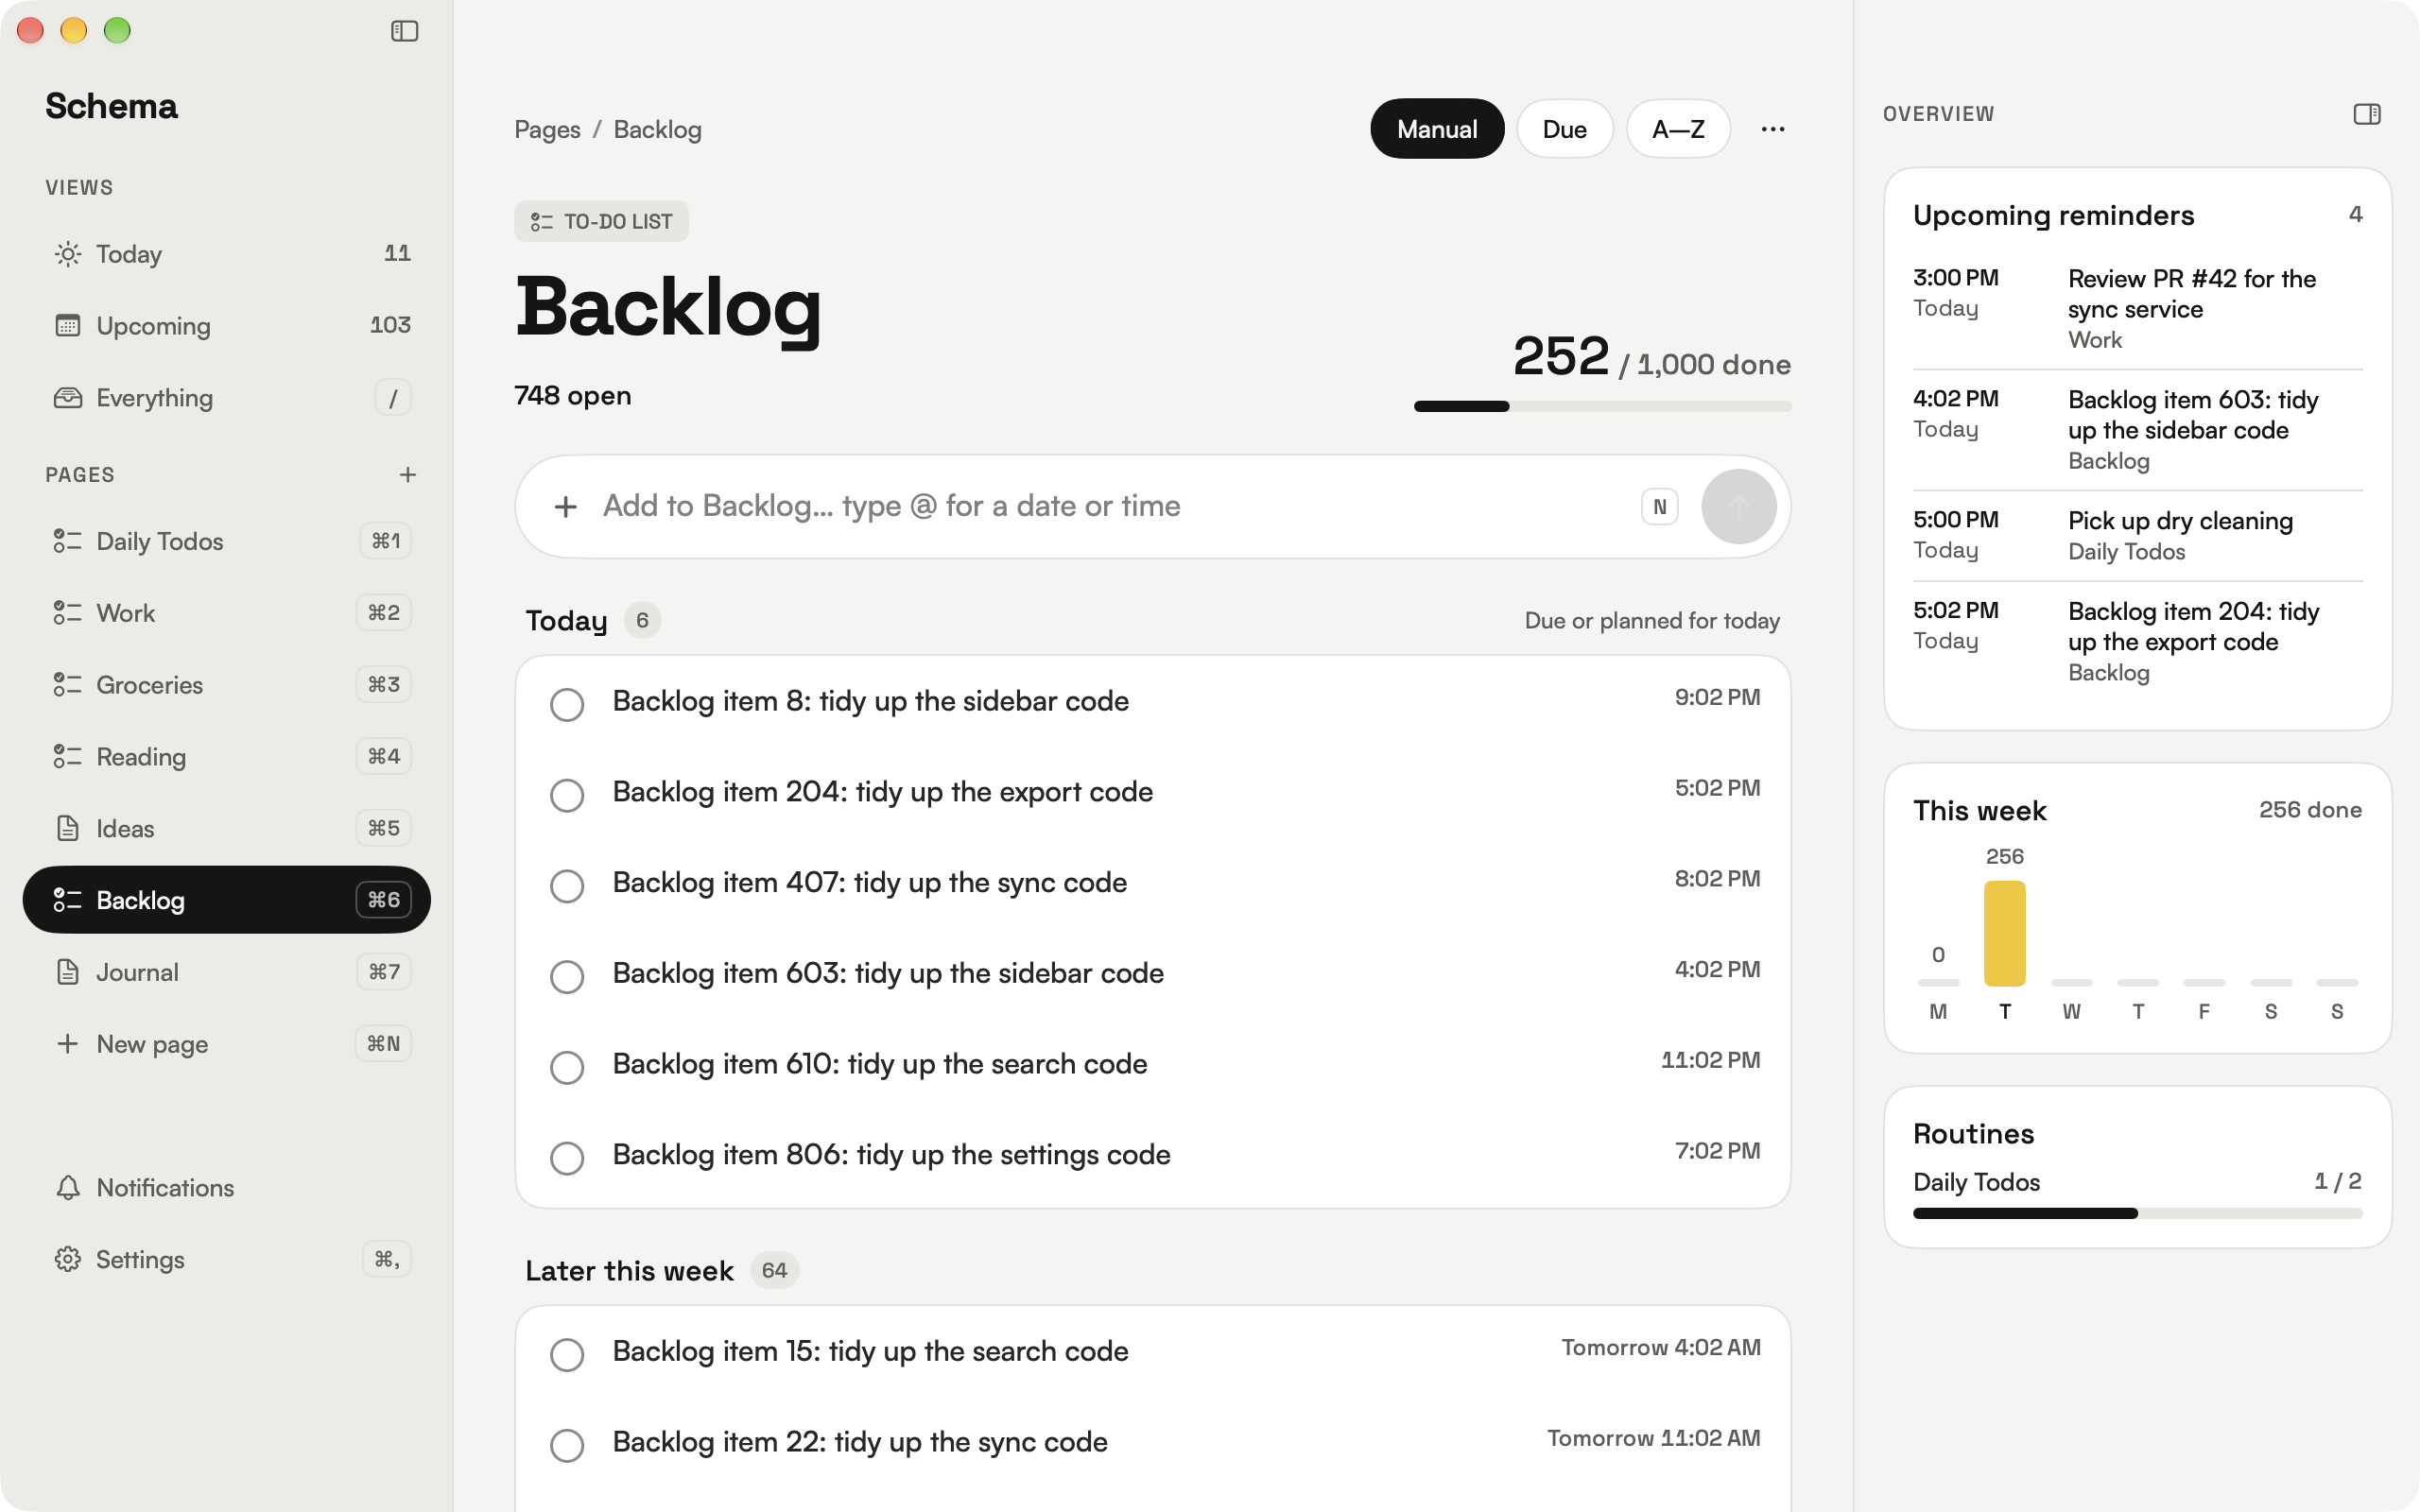 Schema
VIEWS
Today 11
Upcoming 103
Everything /
PAGES
Daily Todos ⌘1
Work ⌘2
Groceries ⌘3
Reading ⌘4
Ideas ⌘5
Backlog ⌘6
Journal ⌘7
New page ⌘N
Notifications
Settings ⌘,
Pages / Backlog
Manual Due A—Z
TO-DO LIST
Backlog
748 open
252 / 1,000 done
Add to Backlog... type @ for a date or time N
Today 6 Due or planned for today
Backlog item 8: tidy up the sidebar code 9:02 PM
Backlog item 204: tidy up the export code 5:02 PM
Backlog item 407: tidy up the sync code 8:02 PM
Backlog item 603: tidy up the sidebar code 4:02 PM
Backlog item 610: tidy up the search code 11:02 PM
Backlog item 806: tidy up the settings code 7:02 PM
Later this week 64
Backlog item 15: tidy up the search code Tomorrow 4:02 AM
Backlog item 22: tidy up the sync code Tomorrow 11:02 AM
OVERVIEW
Upcoming reminders 4
3:00 PM Review PR #42 for the
Today sync service
Work
4:02 PM Backlog item 603: tidy
Today up the sidebar code
Backlog
5:00 PM Pick up dry cleaning
Today Daily Todos
5:02 PM Backlog item 204: tidy
Today up the export code
Backlog
This week 256 done
256
0
M T W T F S S
Routines
Daily Todos 1 / 2